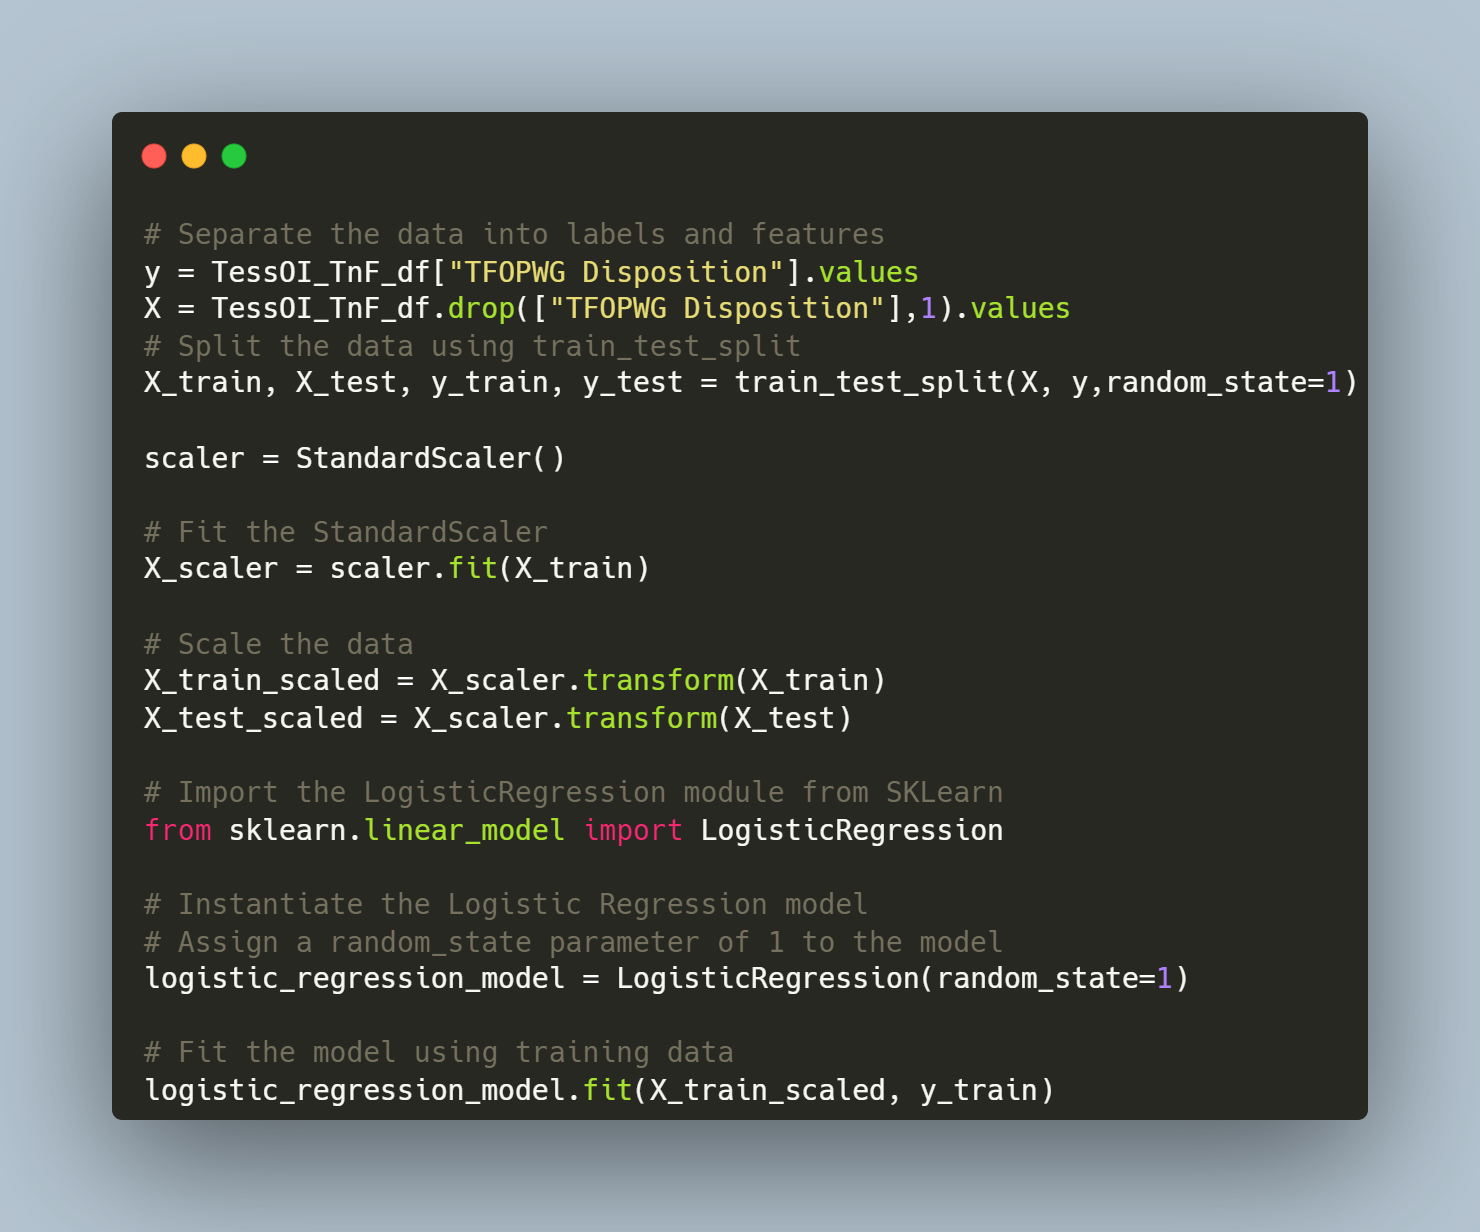 # Separate the data into labels and features
y = TessOI_TnF_df["TFOPWG Disposition"].values
X = TessOI_TnF_df.drop(["TFOPWG Disposition"],1).values
# Split the data using train_test_split
X_train, X_test, y_train, y_test = train_test_split(X, y,random_state=1)
scaler = StandardScaler()
# Fit the StandardScaler
X_scaler = scaler.fit(X_train)
# Scale the data
X_train_scaled = X_scaler.transform(X_train)
X_test_scaled = X_scaler.transform(X_test)
# Import the LogisticRegression module from SKLearn
from sklearn.linear_model import LogisticRegression
# Instantiate the Logistic Regression model
# Assign a random_state parameter of 1 to the model
logistic_regression_model = LogisticRegression(random_state=1)
# Fit the model using training data
logistic_regression_model.fit(X_train_scaled, y_train)